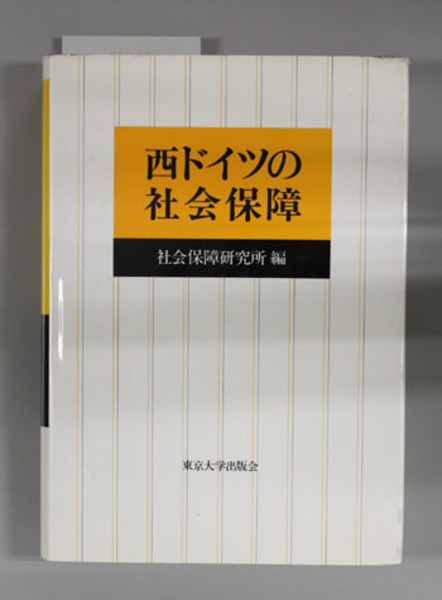 西ドイツの
社会保障
社会保障研究所 編
東京大学出版会